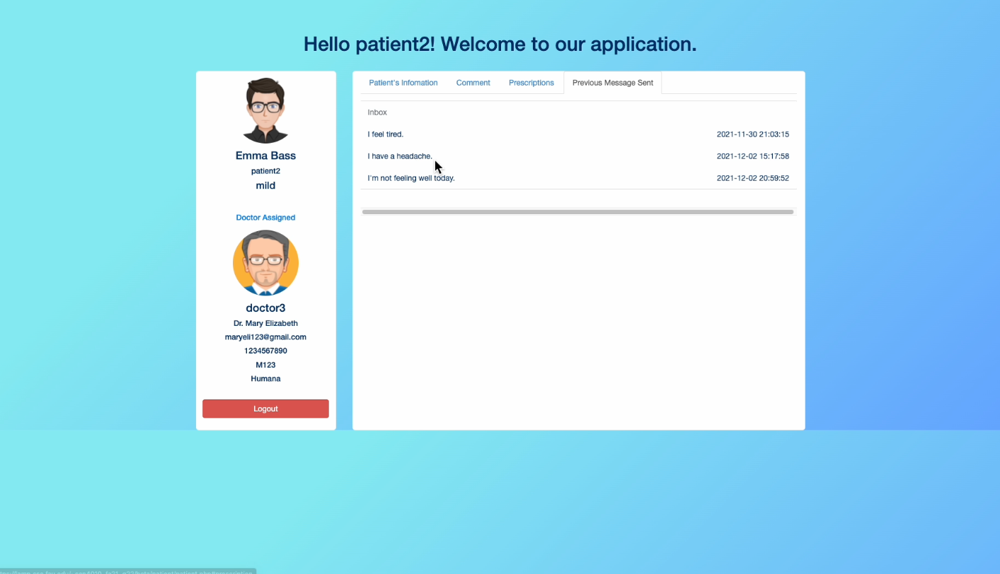 Hello patient2! Welcome to our application.
Emma Bass
patient2
mild
Doctor Assigned
doctor3
Dr. Mary Elizabeth
maryeli123@gmail.com
1234567890
M123
Humana
Logout
Patient's Infomation Comment Prescriptions Previous Message Sent
Inbox
I feel tired. 2021-11-30 21:03:15
I have a headache. 2021-12-02 15:17:58
I'm not feeling well today. 2021-12-02 20:59:52